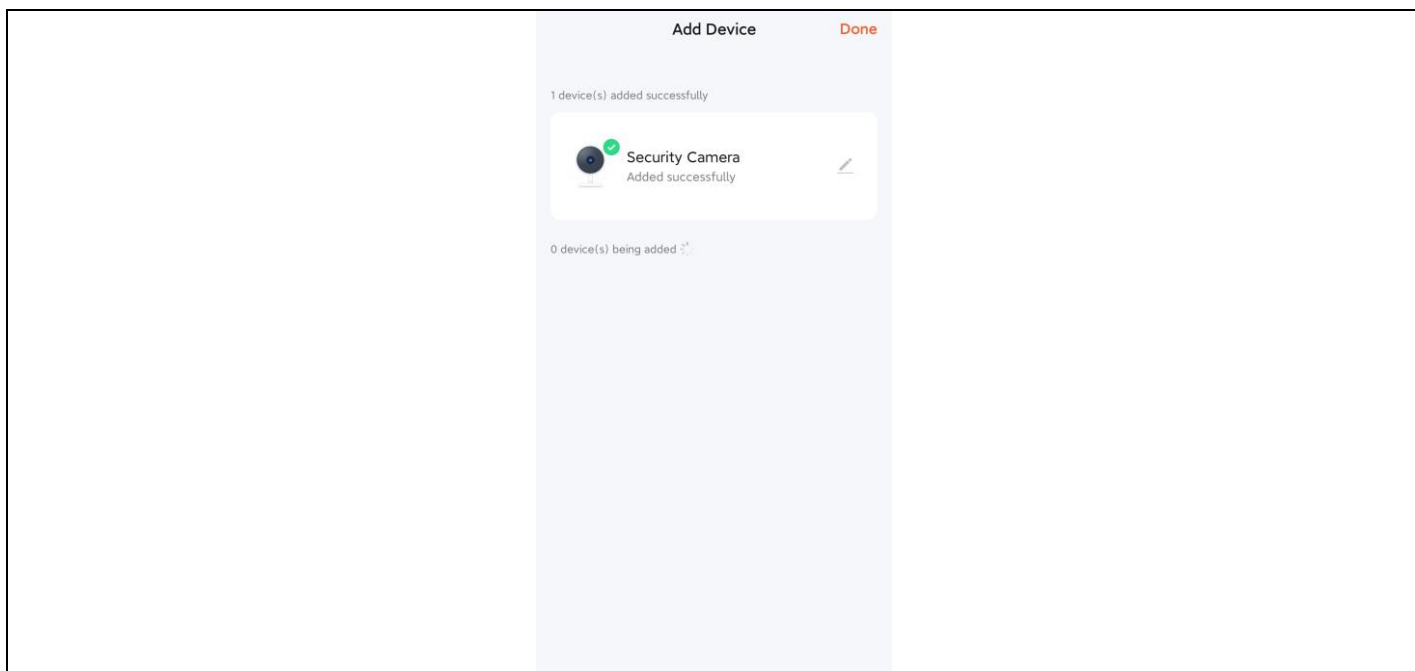 Add Device
Done
1 device(s) added successfully
Security Camera
Added successfully
0 device(s) being added